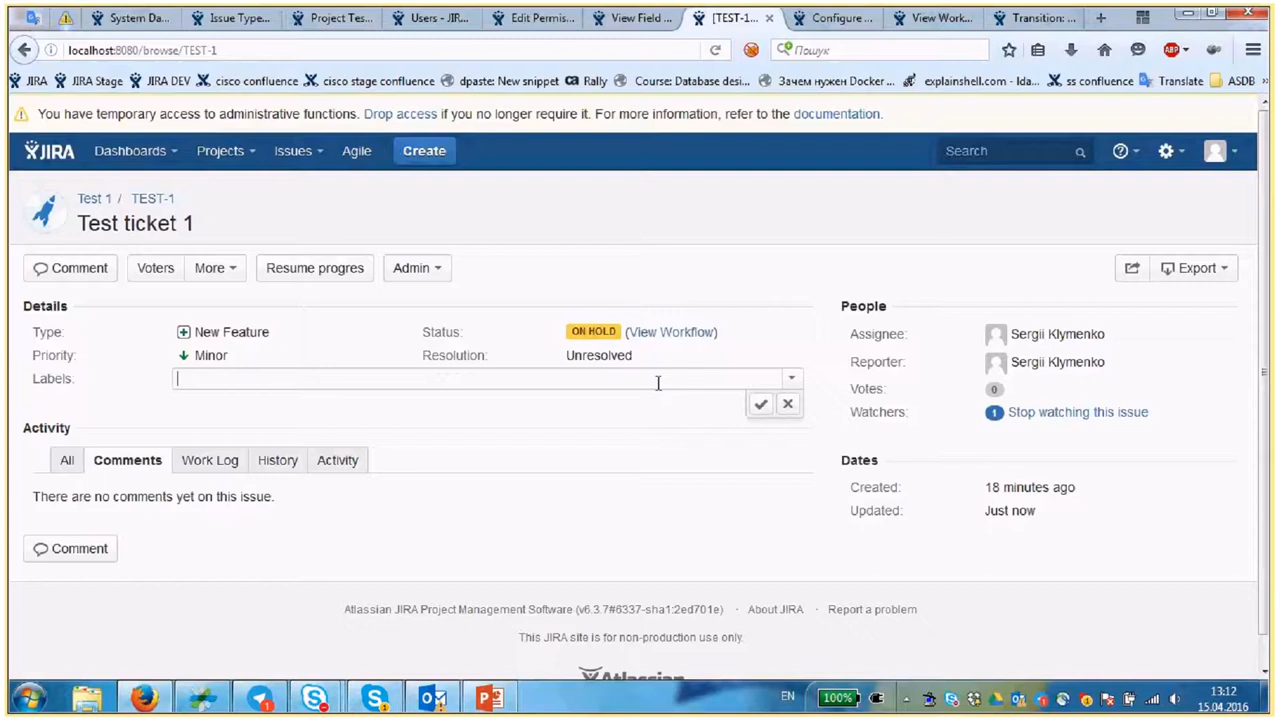 System Da... Issue Type... Project Tes... Users - JIR... Edit Permis... View Field ... [TEST-1... Configure ... View Work... Transition: ...
localhost:8080/browse/TEST-1 Пошук
JIRA JIRA Stage JIRA DEV cisco confluence cisco stage confluence dpaste: New snippet Rally Course: Database desi... Зачем нужен Docker ... explainshell.com - Ida... ss confluence Translate ASDB
You have temporary access to administrative functions. Drop access if you no longer require it. For more information, refer to the documentation.
JIRA Dashboards Projects Issues Agile Create Search
Test 1 / TEST-1
Test ticket 1
Comment Voters More Resume progres Admin Export
Details
Type: New Feature Status: ON HOLD (View Workflow)
Priority: Minor Resolution: Unresolved
Labels:
People
Assignee: Sergii Klymenko
Reporter: Sergii Klymenko
Votes: 0
Watchers: 1 Stop watching this issue
Activity
All Comments Work Log History Activity
There are no comments yet on this issue.
Comment
Dates
Created: 18 minutes ago
Updated: Just now
Atlassian JIRA Project Management Software (v6.3.7#6337-sha1:2ed701e) · About JIRA · Report a problem
This JIRA site is for non-production use only.
Atlassian
EN 100% 13:12
15.04.2016